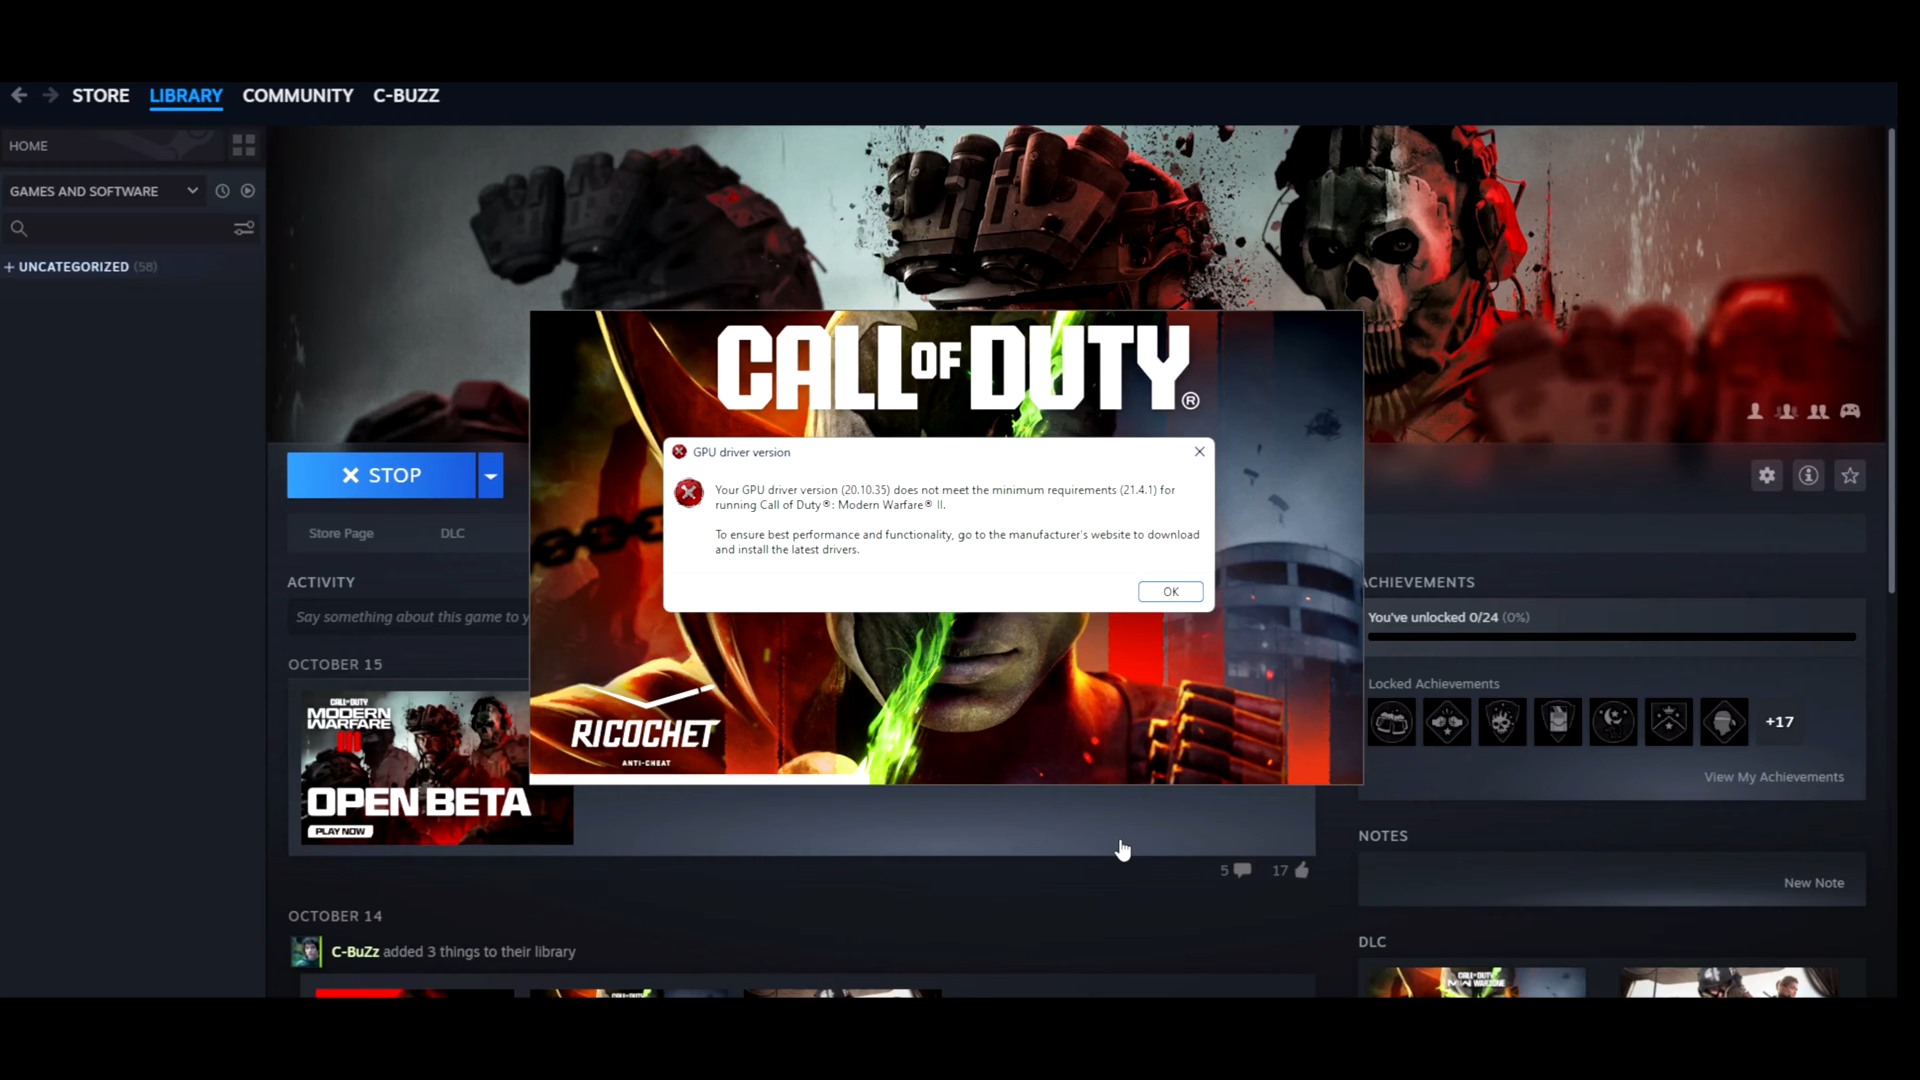 STORE LIBRARY COMMUNITY C-BUZZ
HOME
GAMES AND SOFTWARE
+ UNCATEGORIZED (58)
CALL OF DUTY®
GPU driver version
Your GPU driver version (20.10.35) does not meet the minimum requirements (21.4.1) for
running Call of Duty®: Modern Warfare® II.
To ensure best performance and functionality, go to the manufacturer's website to download
and install the latest drivers.
OK
RICOCHET
ANTI-CHEAT
STOP
Store Page DLC
ACTIVITY
Say something about this game to y
OCTOBER 15
CALL OF DUTY
MODERN
WARFARE
III
OPEN BETA
PLAY NOW
5 17
OCTOBER 14
C-BuZz added 3 things to their library
ACHIEVEMENTS
You've unlocked 0/24 (0%)
Locked Achievements
+17
View My Achievements
NOTES
New Note
DLC
CALL OF DUTY
WARZONE